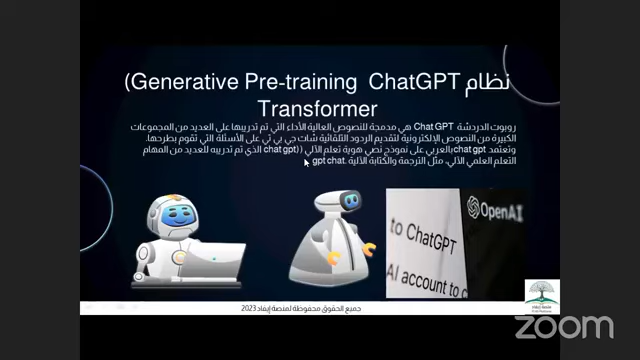 نظام ChatGPT (Generative Pre-training
Transformer
روبوت الدردشة Chat GPT هي مدمجة للنصوص العالية الأداء التي تم تدريبها على العديد من المجموعات
الكبيرة من النصوص الإلكترونية لتقديم الردود التلقائية شات جي بي تي على الأسئلة التي تقوم بطرحها.
وتعتمد chat gpt العربي على نموذج نصي هوية تعلم الآلي ((chat gpt الذي تم تدريبه للعديد من المهام
التعلم العلمي الآلي، مثل الترجمة والكتابة الآلية .gpt chat
to ChatGPT
AI account to c
OpenAI
جميع الحقوق محفوظة لمنصة إيفاد 2023
zoom